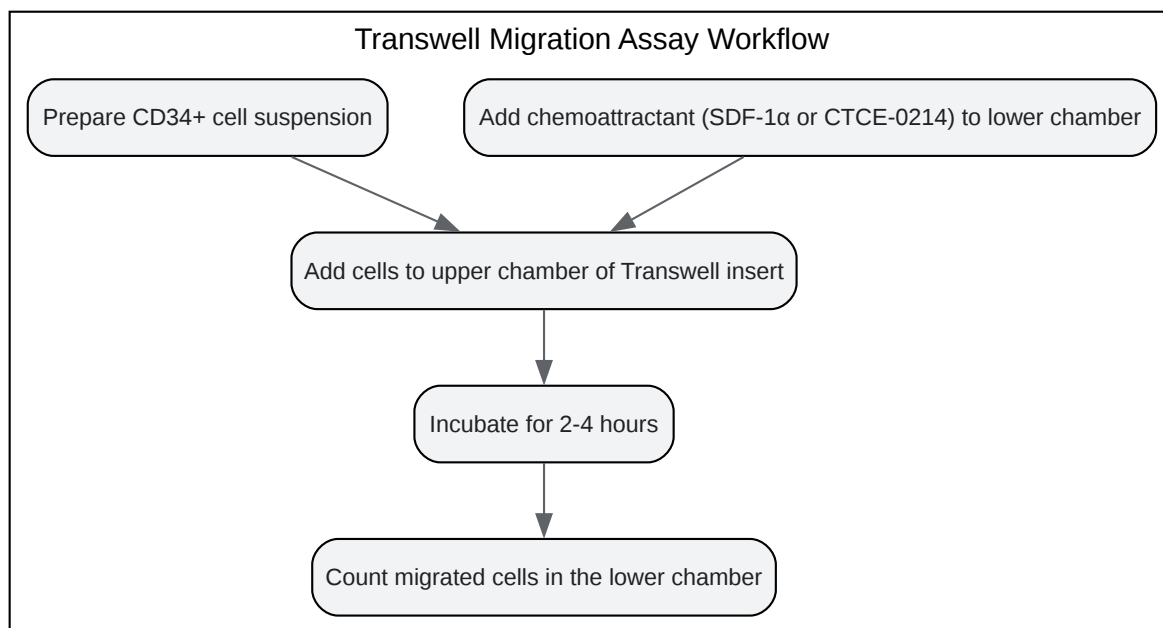 Transwell Migration Assay Workflow
Prepare CD34+ cell suspension
Add chemoattractant (SDF-1α or CTCE-0214) to lower chamber
Add cells to upper chamber of Transwell insert
Incubate for 2-4 hours
Count migrated cells in the lower chamber